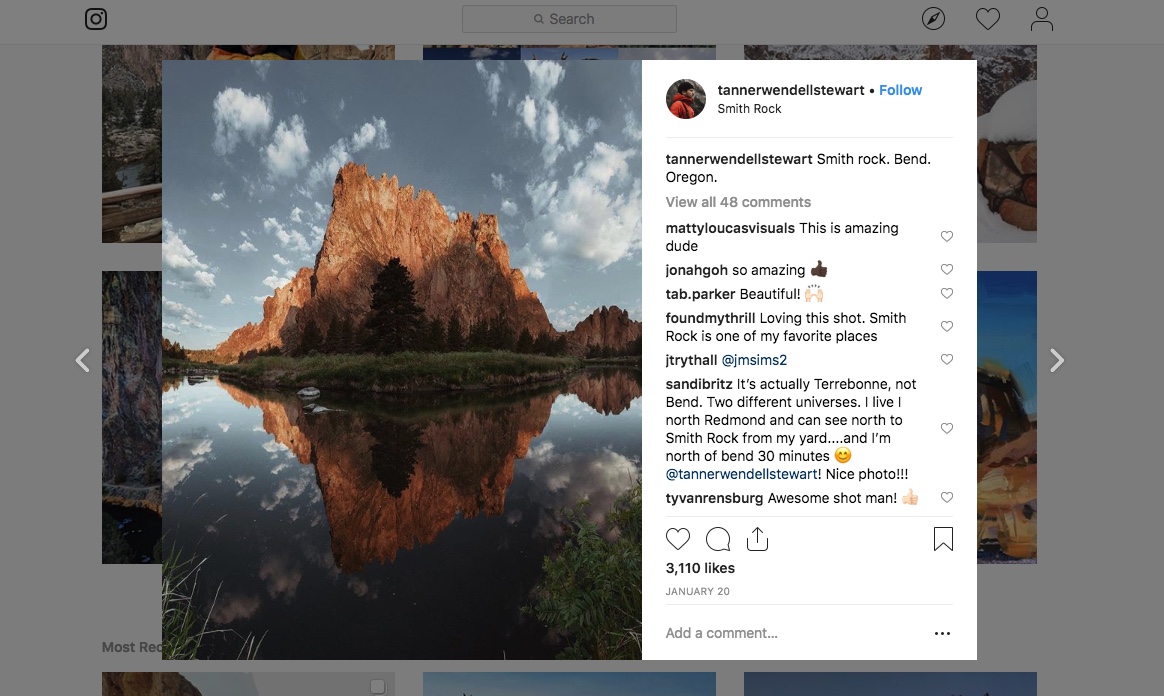 Search
tannerwendellstewart • Follow
Smith Rock
tannerwendellstewart Smith rock. Bend.
Oregon.
View all 48 comments
mattyloucasvisuals This is amazing
dude
jonahgoh so amazing 👍🏿
tab.parker Beautiful! 🙌🏻
foundmythrill Loving this shot. Smith
Rock is one of my favorite places
jtrythall @jmsims2
sandibritz It’s actually Terrebonne, not
Bend. Two different universes. I live I
north Redmond and can see north to
Smith Rock from my yard....and I’m
north of bend 30 minutes 😊
@tannerwendellstewart! Nice photo!!!
tyvanrensburg Awesome shot man! 👍🏻
3,110 likes
JANUARY 20
Add a comment...
Most Rec